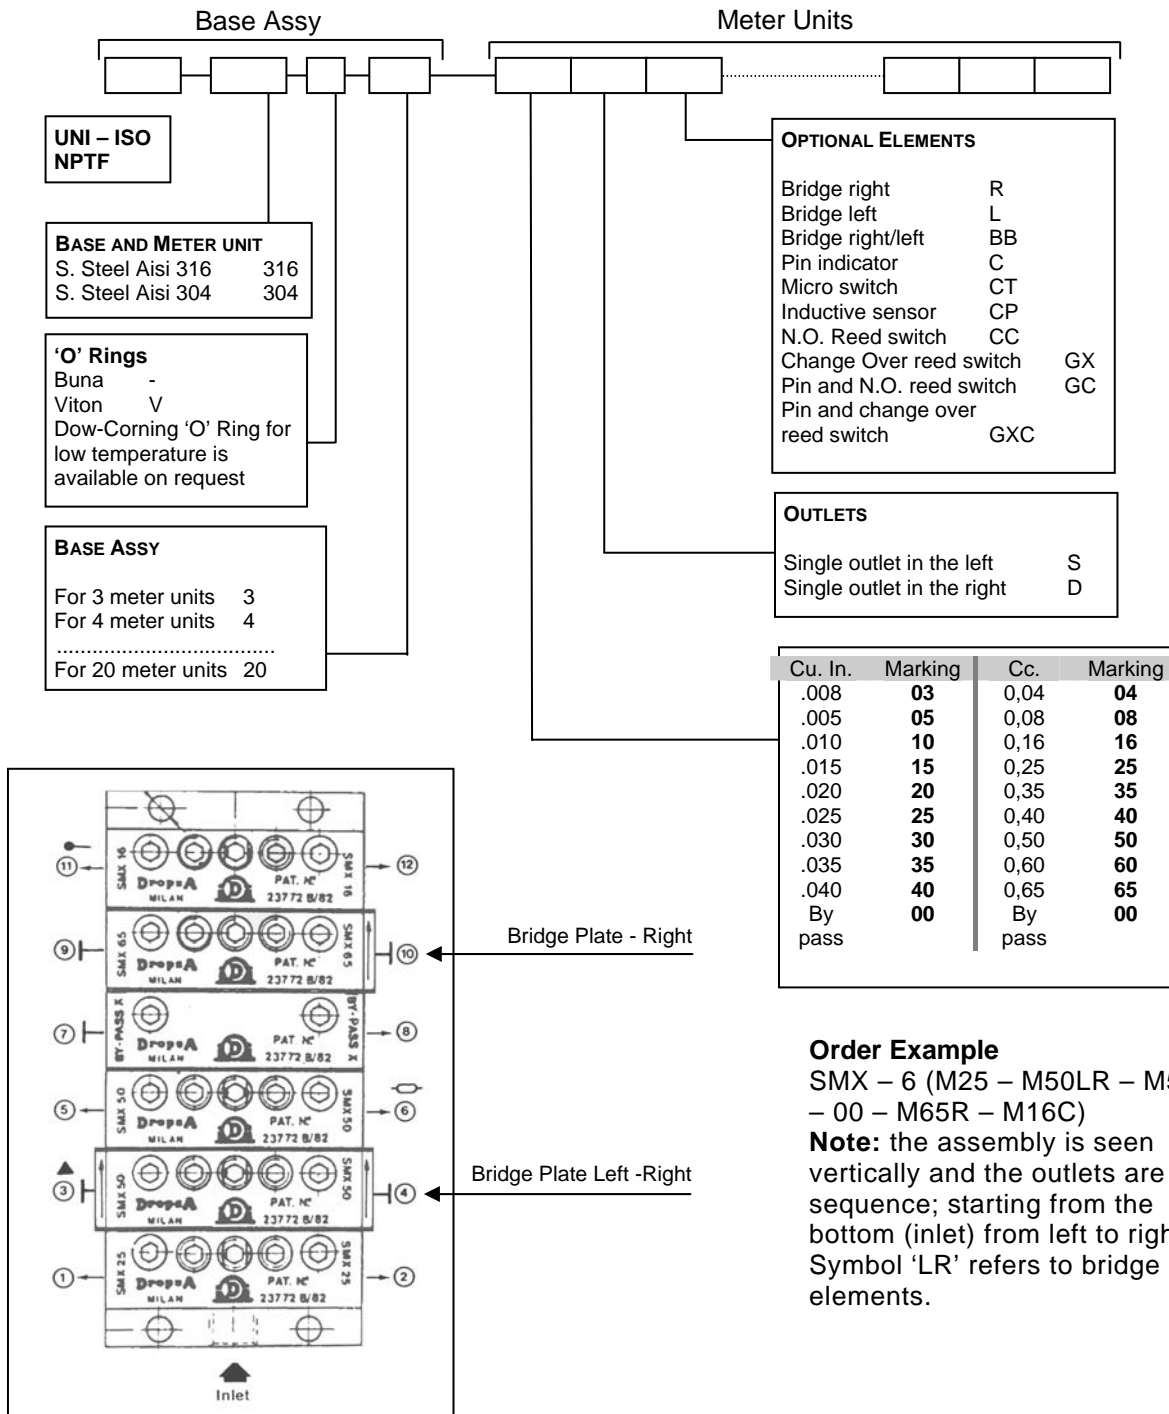 Base Assy
Meter Units
UNI – ISO
NPTF
BASE AND METER UNIT
S. Steel Aisi 316 316
S. Steel Aisi 304 304
‘O’ Rings
Buna -
Viton V
Dow-Corning ‘O’ Ring for
low temperature is
available on request
BASE ASSY
For 3 meter units 3
For 4 meter units 4
.....................................
For 20 meter units 20
OPTIONAL ELEMENTS
Bridge right R
Bridge left L
Bridge right/left BB
Pin indicator C
Micro switch CT
Inductive sensor CP
N.O. Reed switch CC
Change Over reed switch GX
Pin and N.O. reed switch GC
Pin and change over
reed switch GXC
OUTLETS
Single outlet in the left S
Single outlet in the right D
Cu. In. Marking Cc. Marking
.008 03 0,04 04
.005 05 0,08 08
.010 10 0,16 16
.015 15 0,25 25
.020 20 0,35 35
.025 25 0,40 40
.030 30 0,50 50
.035 35 0,60 60
.040 40 0,65 65
By 00 By 00
pass pass
11 SMX 16 SMX 16 12
DropsA PAT. N°
MILAN 23772 B/82
9 SMX 65 SMX 65 10
DropsA PAT. N°
MILAN 23772 B/82
Bridge Plate - Right
7 BY-PASS X BY-PASS X 8
DropsA PAT N°
MILAN 23772 B/82
5 SMX 50 SMX 50 6
DropsA PAT. N°
MILAN 23772 B/82
3 SMX 50 SMX 50 4
DropsA PAT. N°
MILAN 23772 B/82
Bridge Plate Left -Right
1 SMX 25 SMX 25 2
DropsA PAT. N°
MILAN 23772 B/82
Inlet
Order Example
SMX – 6 (M25 – M50LR –
– 00 – M65R – M16C)
Note: the assembly is seen
vertically and the outlets are
sequence; starting from the
bottom (inlet) from left to
Symbol ‘LR’ refers to bridge
elements.